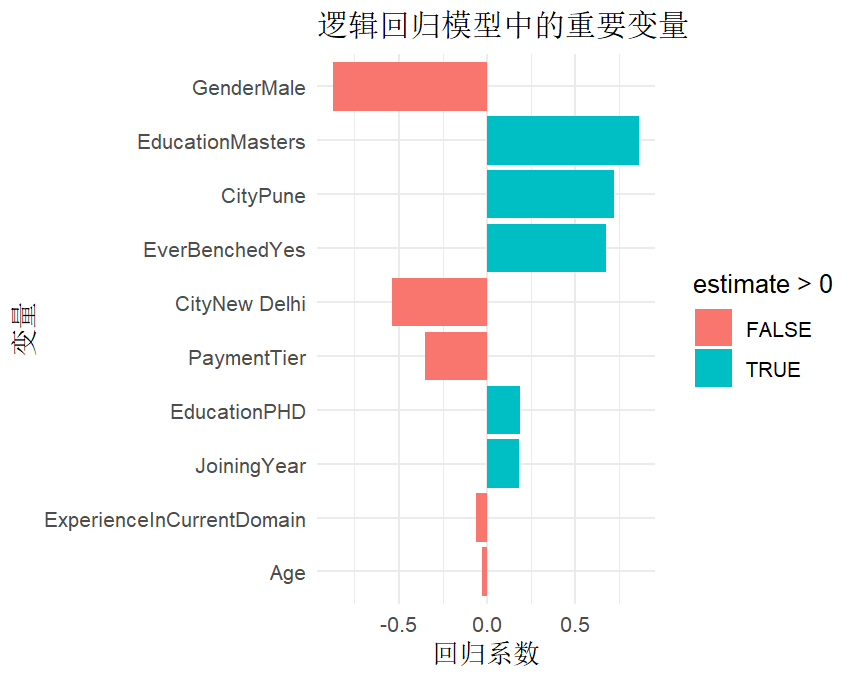 逻辑回归模型中的重要变量
GenderMale
EducationMasters
CityPune
EverBenchedYes
CityNew Delhi
PaymentTier
EducationPHD
JoiningYear
ExperienceInCurrentDomain
Age
变量
-0.5 0.0 0.5
回归系数
estimate > 0
FALSE
TRUE